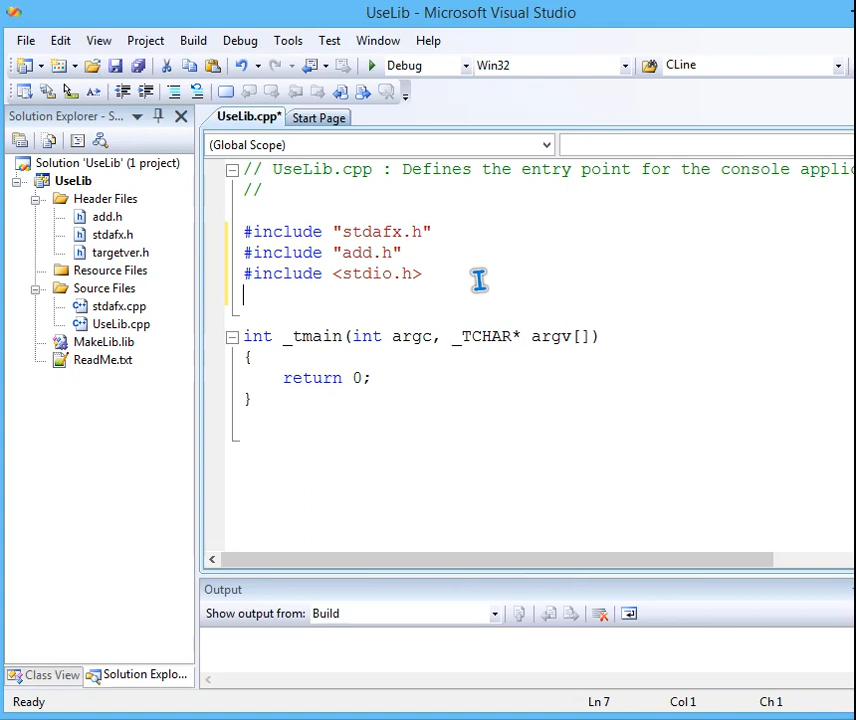 UseLib - Microsoft Visual Studio
File Edit View Project Build Debug Tools Test Window Help
Debug Win32 CLine
Solution Explorer - S...
UseLib.cpp* Start Page
(Global Scope)
Solution 'UseLib' (1 project)
UseLib
Header Files
add.h
stdafx.h
targetver.h
Resource Files
Source Files
stdafx.cpp
UseLib.cpp
MakeLib.lib
ReadMe.txt
// UseLib.cpp : Defines the entry point for the console applic
//
#include "stdafx.h"
#include "add.h"
#include <stdio.h>
int _tmain(int argc, _TCHAR* argv[])
{
return 0;
}
Output
Show output from: Build
Class View Solution Explo...
Ready Ln 7 Col 1 Ch 1